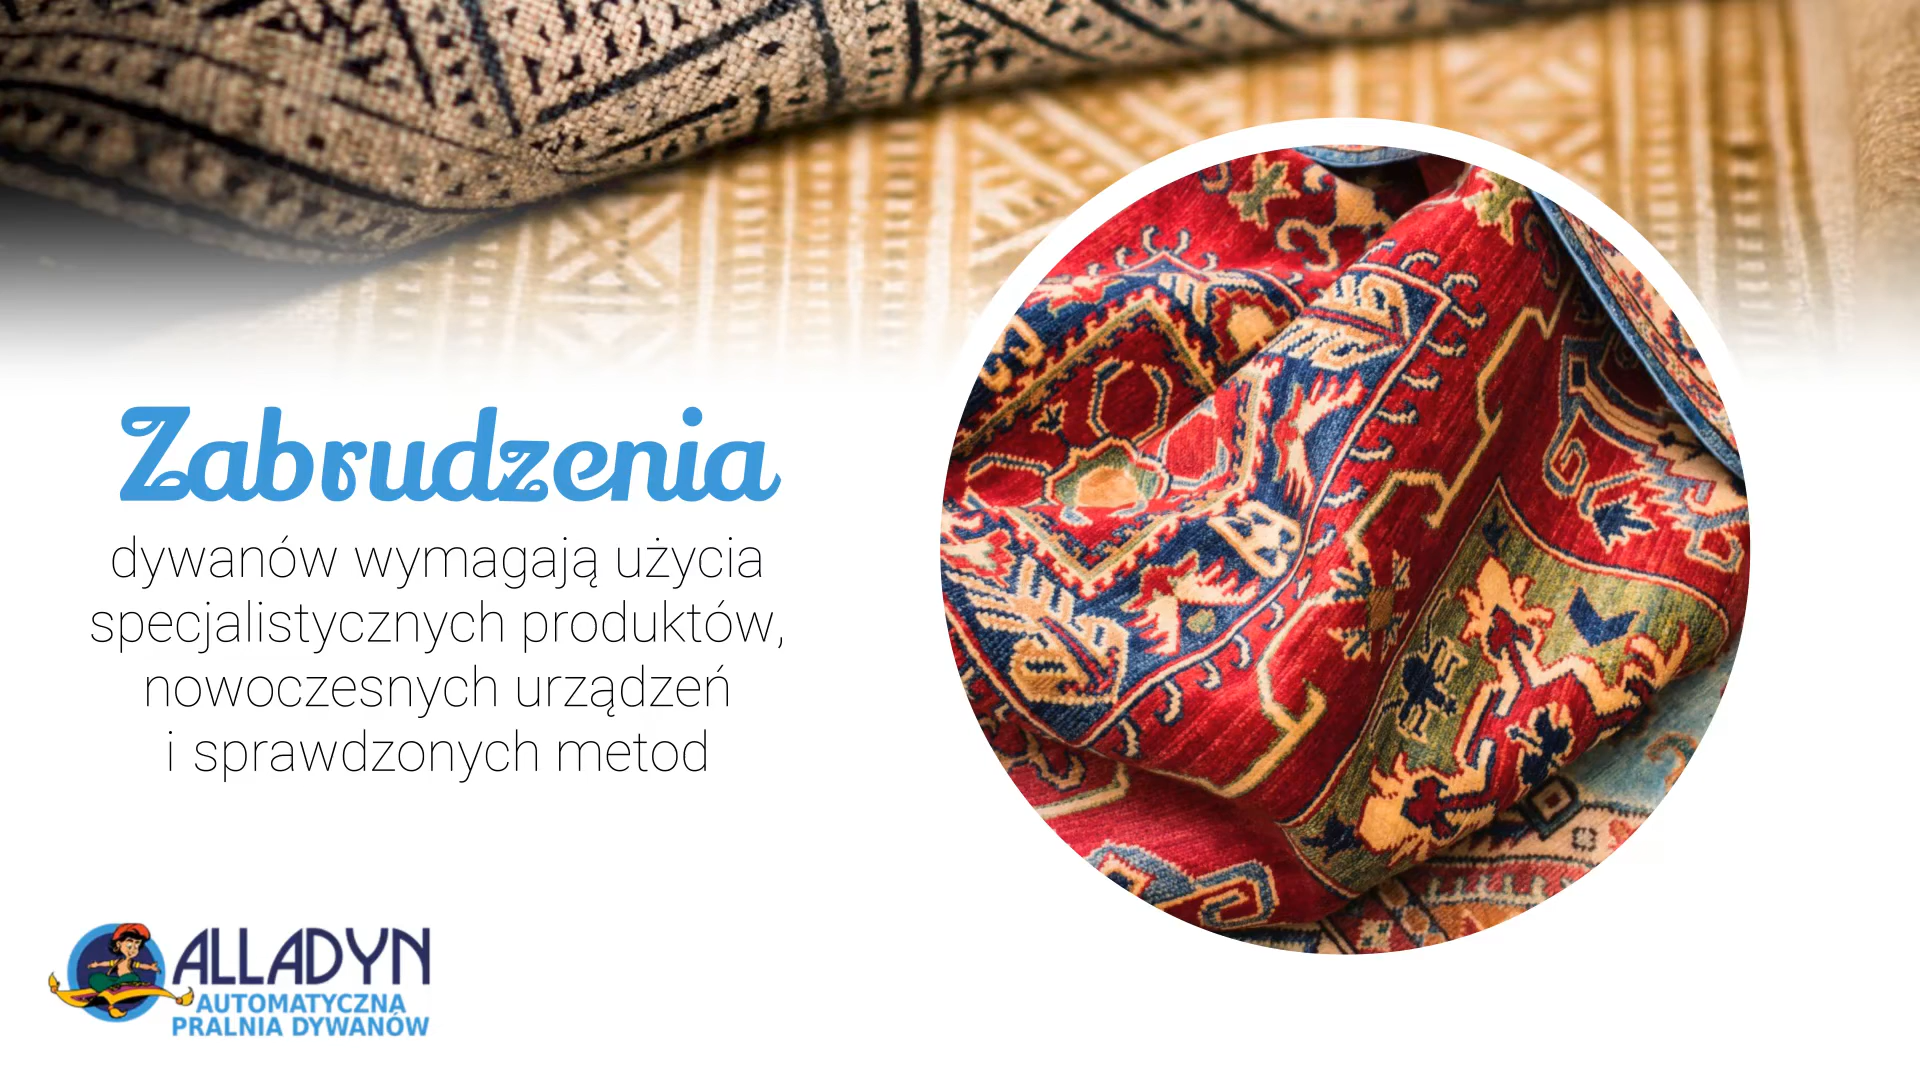 Zabrudzenia
dywanów wymagają użycia
specjalistycznych produktów,
nowoczesnych urządzeń
i sprawdzonych metod
ALLADYN
AUTOMATYCZNA
PRALNIA DYWANÓW